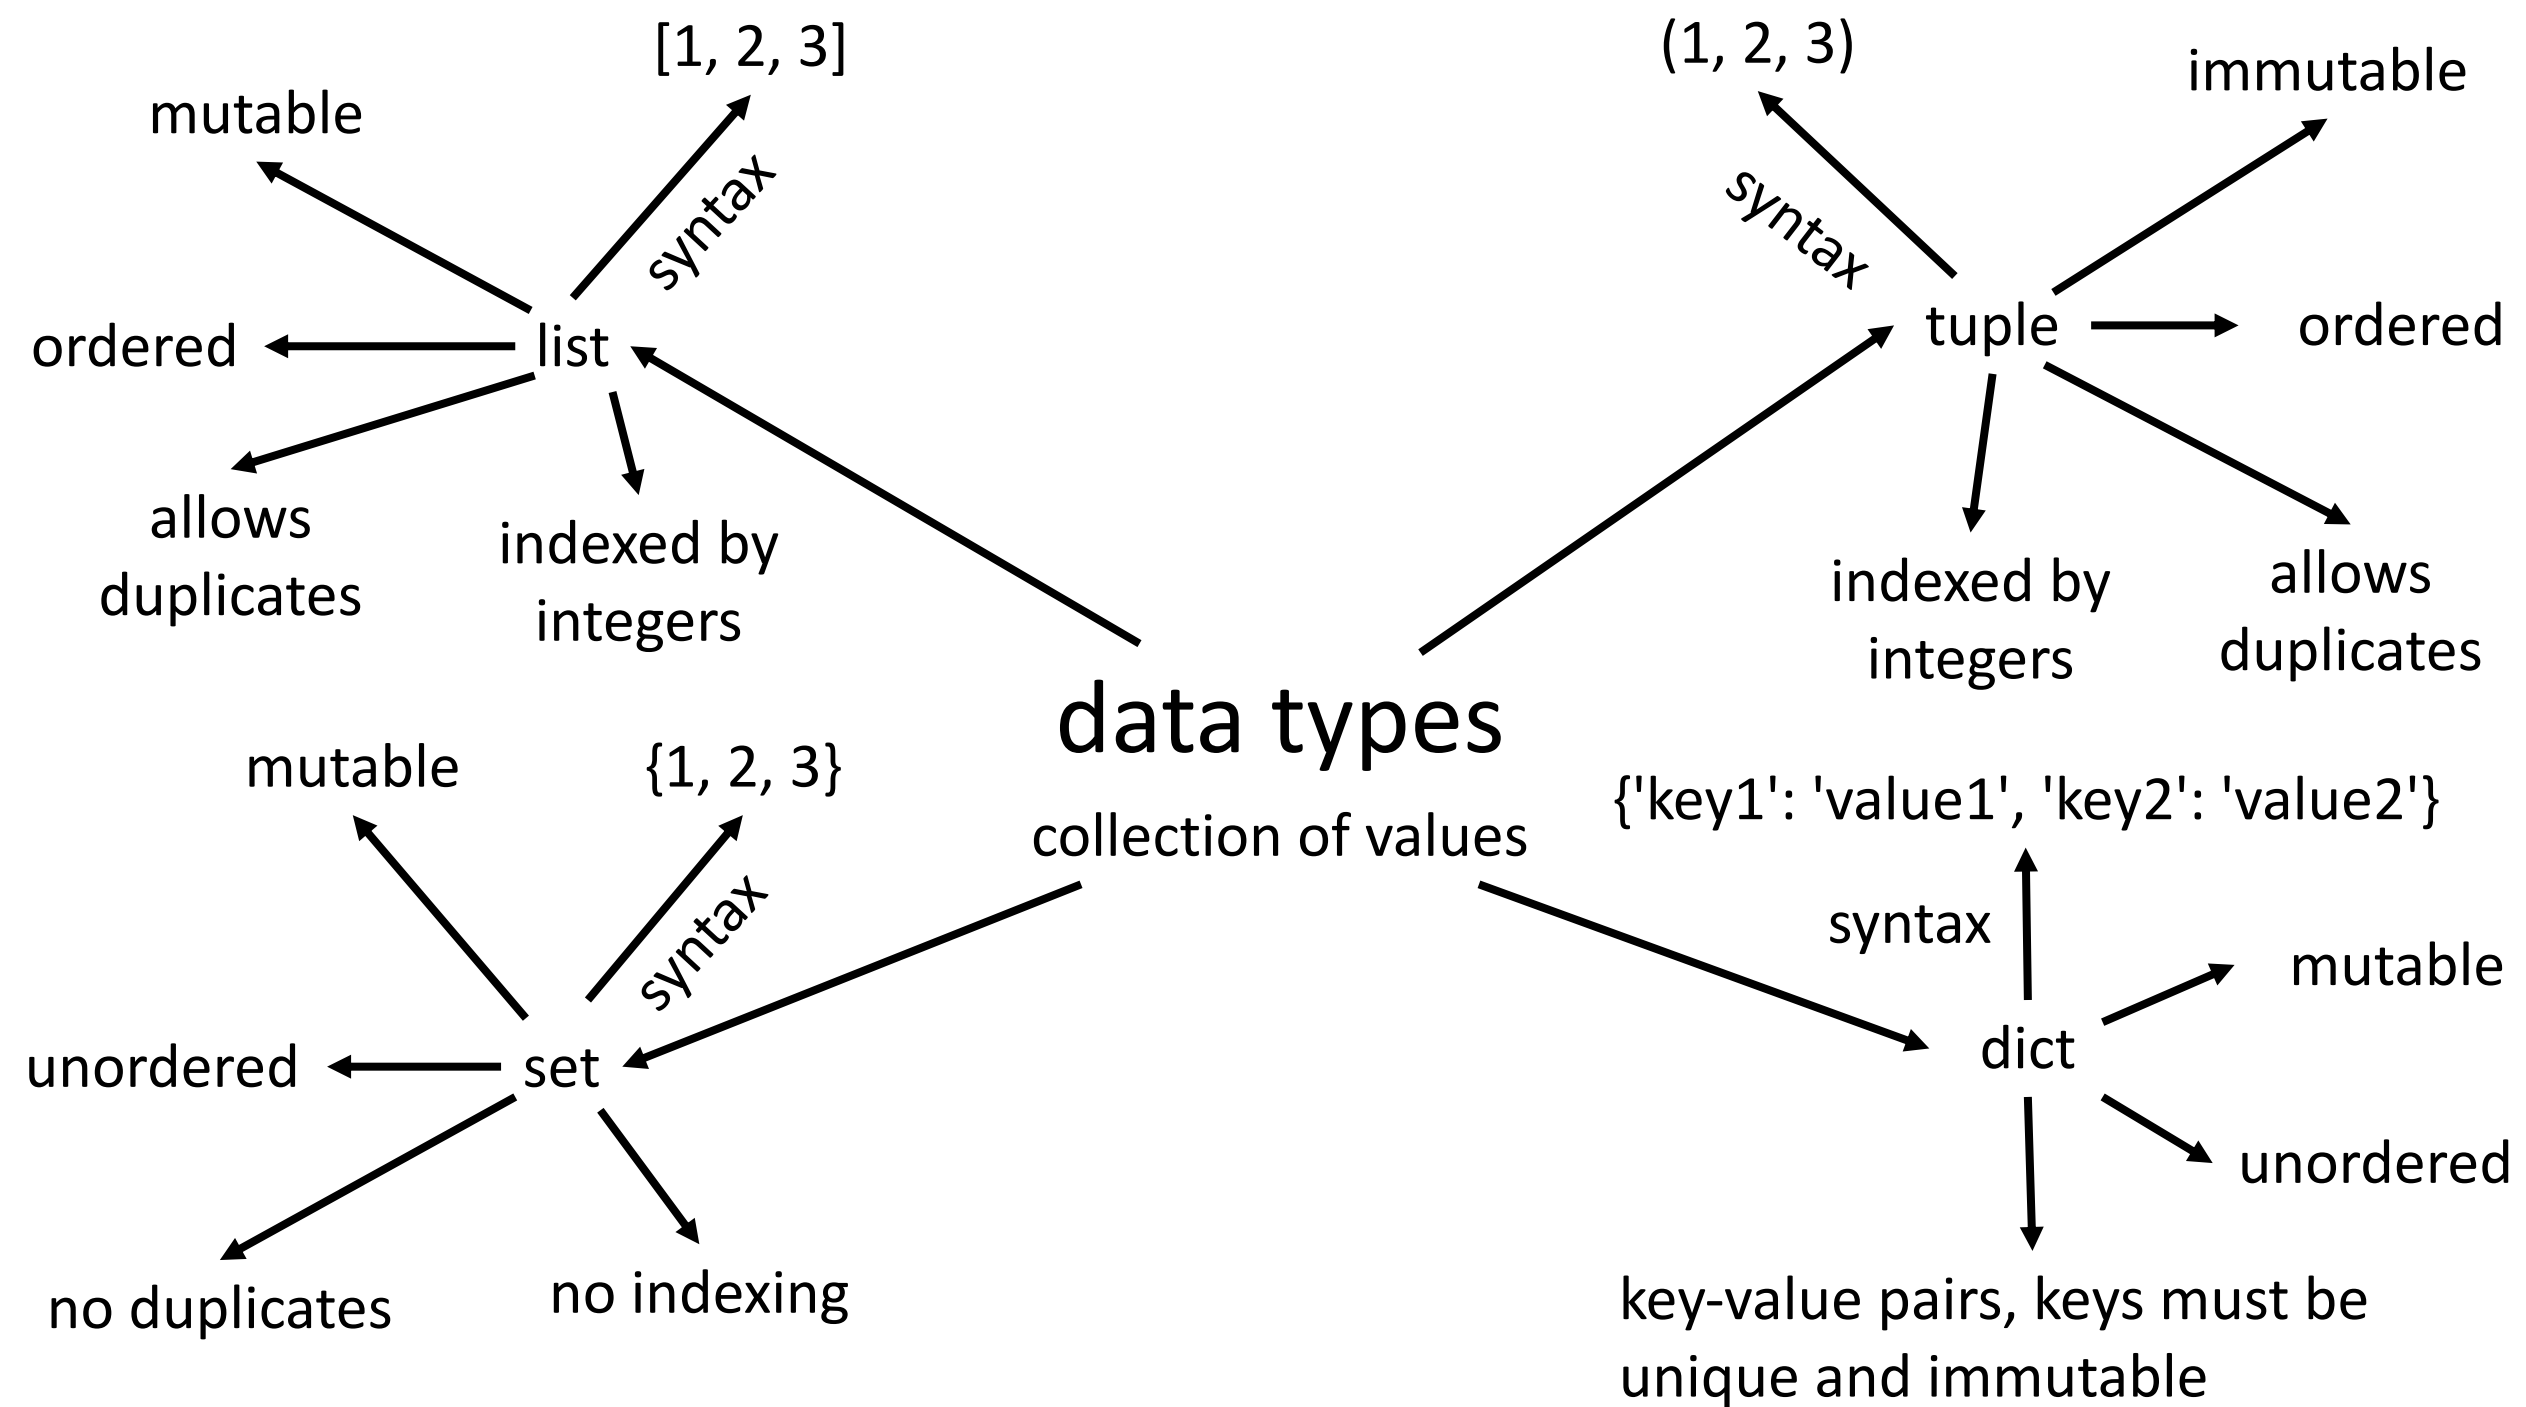 [1, 2, 3]
mutable
syntax
ordered
list
allows
duplicates
indexed by
integers
(1, 2, 3)
immutable
syntax
tuple
ordered
indexed by
integers
allows
duplicates
data types
collection of values
mutable
{1, 2, 3}
syntax
unordered
set
no duplicates
no indexing
{'key1': 'value1', 'key2': 'value2'}
syntax
mutable
dict
unordered
key-value pairs, keys must be
unique and immutable